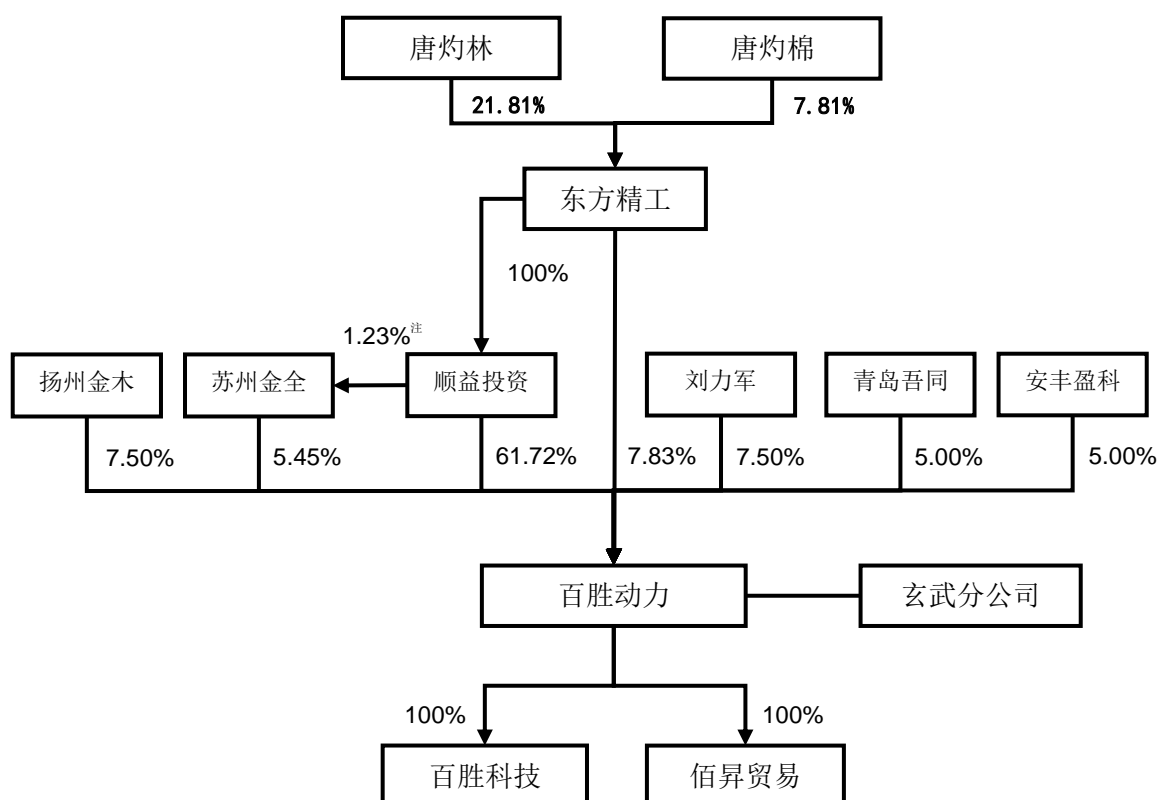 唐灼林
唐灼棉
21.81%
7.81%
东方精工
100%
1.23%注
扬州金木
苏州金全
顺益投资
刘力军
青岛吾同
安丰盈科
7.50%
5.45%
61.72%
7.83%
7.50%
5.00%
5.00%
百胜动力
玄武分公司
100%
100%
百胜科技
佰昇贸易